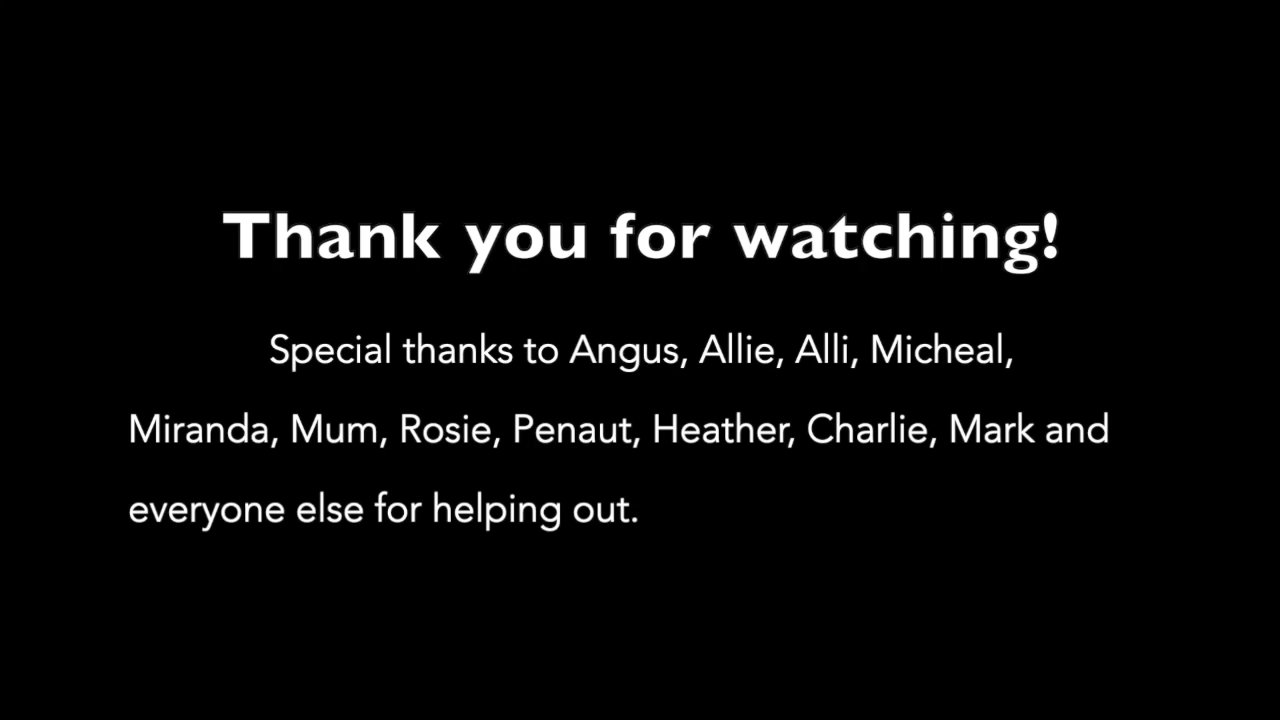 Thank you for watching!
Special thanks to Angus, Allie, Alli, Micheal,
Miranda, Mum, Rosie, Penaut, Heather, Charlie, Mark and
everyone else for helping out.